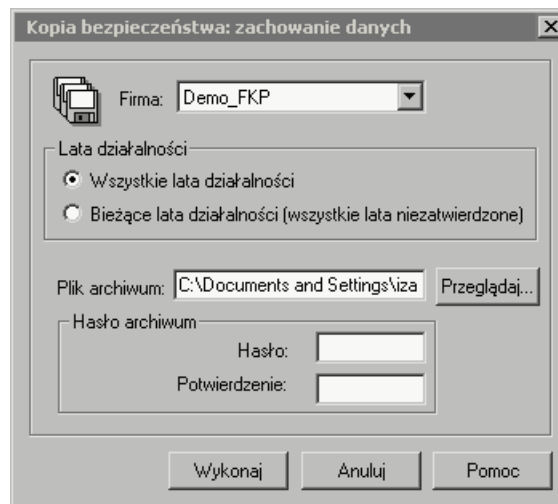 Kopia bezpieczeństwa: zachowanie danych
Firma: Demo_FKP
Lata działalności
Wszystkie lata działalności
Bieżące lata działalności (wszystkie lata niezatwierdzone)
Plik archiwum: C:\Documents and Settings\iza Przeglądaj...
Hasło archiwum
Hasło:
Potwierdzenie:
Wykonaj Anuluj Pomoc